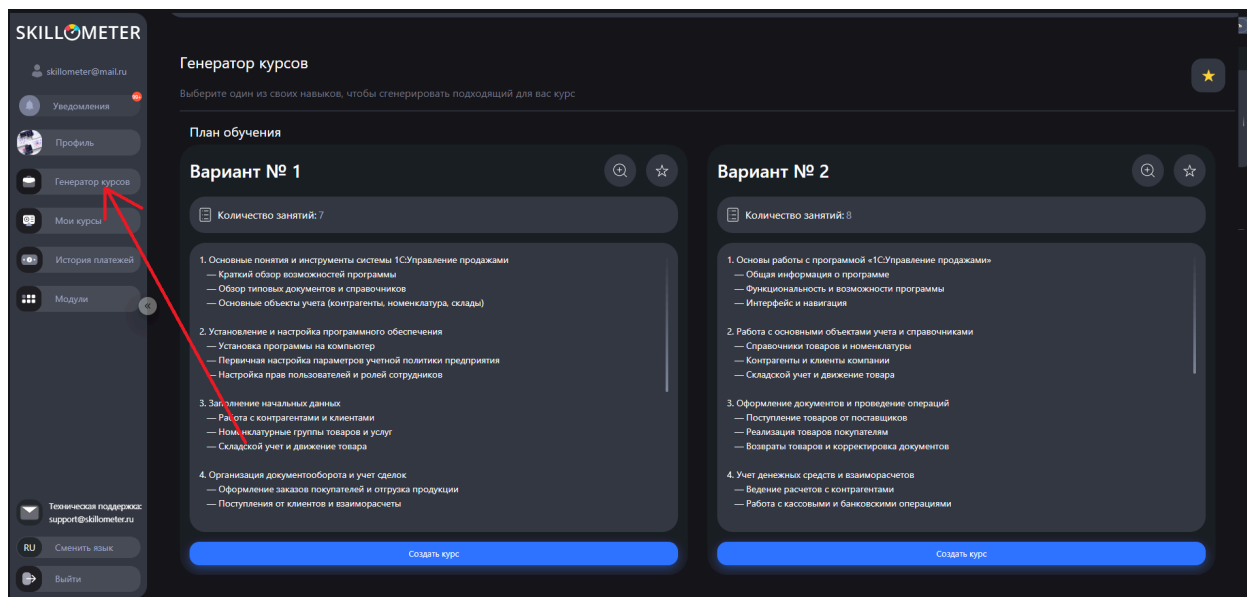 SKILLOMETER
skillometer@mail.ru
Уведомления
99+
Профиль
Генератор курсов
Мои курсы
История платежей
Модули
«
Техническая поддержка:
support@skillometer.ru
RU Сменить язык
Выйти
Генератор курсов
Выберите один из своих навыков, чтобы сгенерировать подходящий для вас курс
План обучения
Вариант № 1
Количество занятий: 7
1. Основные понятия и инструменты системы 1С:Управление продажами
— Краткий обзор возможностей программы
— Обзор типовых документов и справочников
— Основные объекты учета (контрагенты, номенклатура, склады)
2. Установление и настройка программного обеспечения
— Установка программы на компьютер
— Первичная настройка параметров учетной политики предприятия
— Настройка прав пользователей и ролей сотрудников
3. Заполнение начальных данных
— Работа с контрагентами и клиентами
— Номенклатурные группы товаров и услуг
— Складской учет и движение товара
4. Организация документооборота и учет сделок
— Оформление заказов покупателей и отгрузка продукции
— Поступления от клиентов и взаиморасчеты
Создать курс
Вариант № 2
Количество занятий: 8
1. Основы работы с программой «1С:Управление продажами»
— Общая информация о программе
— Функциональность и возможности программы
— Интерфейс и навигация
2. Работа с основными объектами учета и справочниками
— Справочники товаров и номенклатуры
— Контрагенты и клиенты компании
— Складской учет и движение товара
3. Оформление документов и проведение операций
— Поступление товаров от поставщиков
— Реализация товаров покупателям
— Возвраты товаров и корректировка документов
4. Учет денежных средств и взаиморасчетов
— Ведение расчетов с контрагентами
— Работа с кассовыми и банковскими операциями
Создать курс